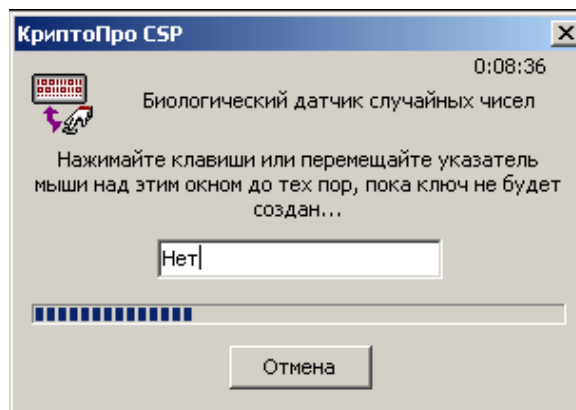 КриптоПро CSP
0:08:36
Биологический датчик случайных чисел
Нажимайте клавиши или перемещайте указатель
мыши над этим окном до тех пор, пока ключ не будет
создан...
Нет
Отмена